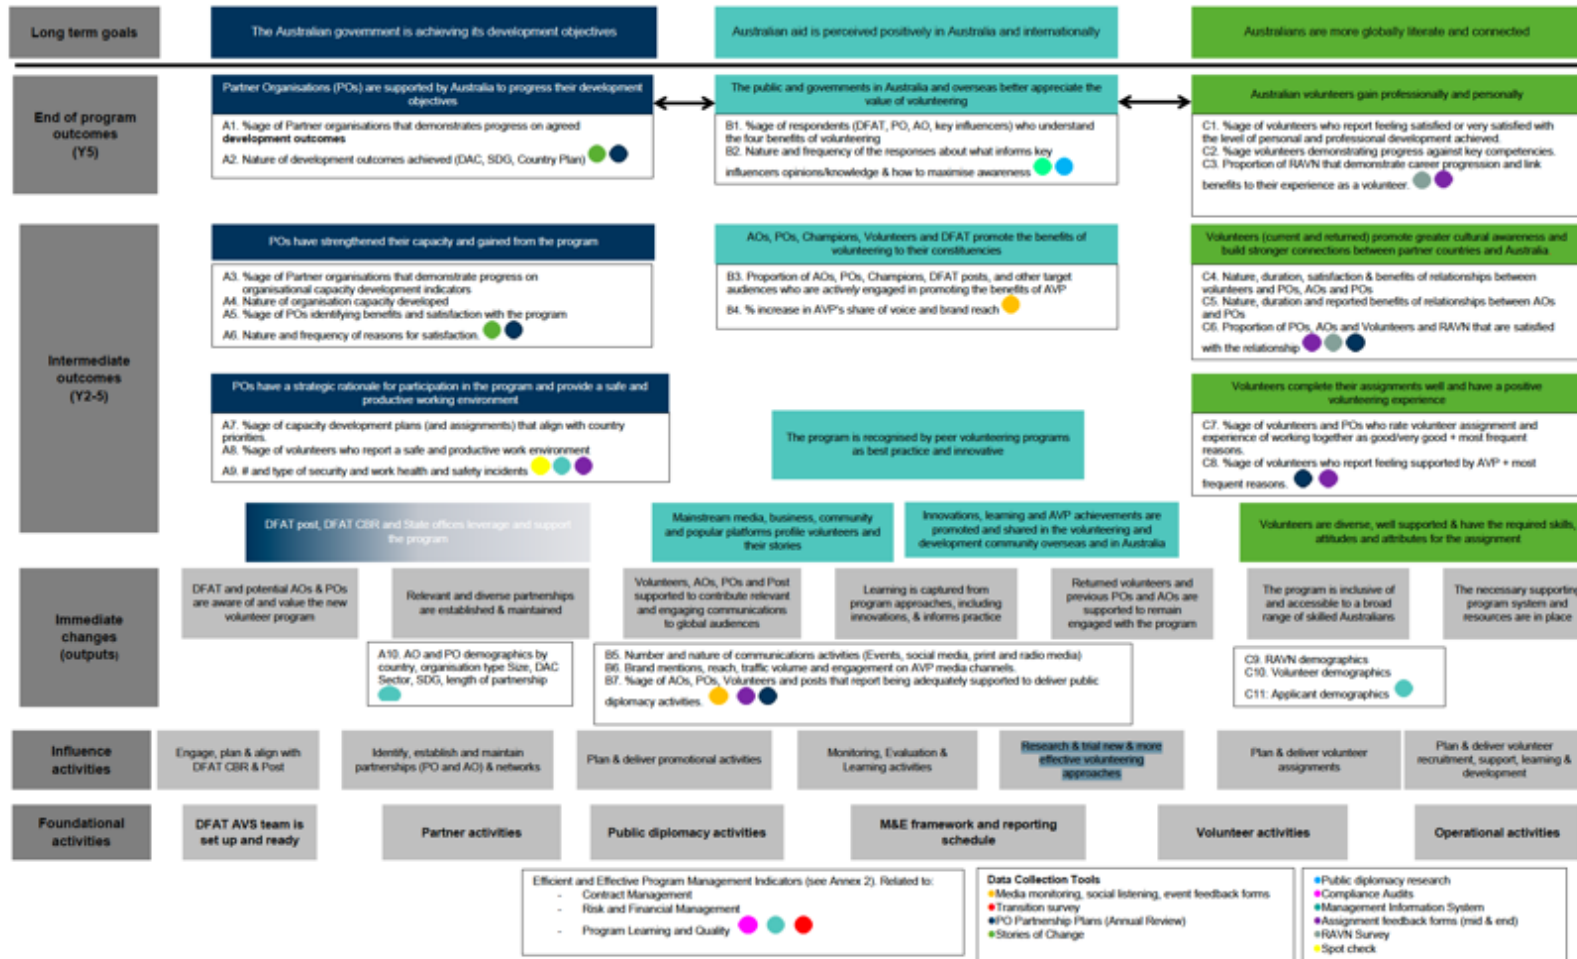 Long term goals
The Australian government is achieving its development objectives
Australian aid is perceived positively in Australia and internationally
Australians are more globally literate and connected
End of program
outcomes
(Y5)
Partner Organisations (POs) are supported by Australia to progress their development
objectives
A1. %age of Partner organisations that demonstrates progress on agreed
development outcomes
A2. Nature of development outcomes achieved (DAC, SDG, Country Plan)
The public and governments in Australia and overseas better appreciate the
value of volunteering
B1. %age of respondents (DFAT, PO, AO, key influencers) who understand
the four benefits of volunteering
B2. Nature and frequency of the responses about what informs key
influencers opinions/knowledge & how to maximise awareness
Australian volunteers gain professionally and personally
C1. %age of volunteers who report feeling satisfied or very satisfied with
the level of personal and professional development achieved.
C2. %age volunteers demonstrating progress against key competencies.
C3. Proportion of RAVN that demonstrate career progression and link
benefits to their experience as a volunteer.
Intermediate
outcomes
(Y2-5)
POs have strengthened their capacity and gained from the program
A3. %age of Partner organisations that demonstrate progress on
organisational capacity development indicators
A4. Nature of organisation capacity developed
A5. %age of POs identifying benefits and satisfaction with the program
A6. Nature and frequency of reasons for satisfaction.
AOs, POs, Champions, Volunteers and DFAT promote the benefits of
volunteering to their constituencies
B3. Proportion of AOs, POs, Champions, DFAT posts, and other target
audiences who are actively engaged in promoting the benefits of AVP
B4. % increase in AVP's share of voice and brand reach
Volunteers (current and returned) promote greater cultural awareness and
build stronger connections between partner countries and Australia.
C4. Nature, duration, satisfaction & benefits of relationships between
volunteers and POs, AOs and POs
C5. Nature, duration and reported benefits of relationships between AOs
and POs
C6. Proportion of POs, AOs and Volunteers and RAVN that are satisfied
with the relationship
POs have a strategic rationale for participation in the program and provide a safe and
productive working environment
A7. %age of capacity development plans (and assignments) that align with country
priorities.
A8. %age of volunteers who report a safe and productive work environment
A9. # and type of security and work health and safety incidents
The program is recognised by peer volunteering programs
as best practice and innovative
Volunteers complete their assignments well and have a positive
volunteering experience
C7. %age of volunteers and POs who rate volunteer assignment and
experience of working together as good/very good + most frequent
reasons.
C8. %age of volunteers who report feeling supported by AVP + most
frequent reasons.
DFAT post, DFAT CBR and State offices leverage and support
the program
Mainstream media, business, community
and popular platforms profile volunteers and
their stories
Innovations, learning and AVP achievements are
promoted and shared in the volunteering and
development community overseas and in Australia
Volunteers are diverse, well supported & have the required skills,
attitudes and attributes for the assignment
Immediate
changes
(outputs)
DFAT and potential AOs & POs
are aware of and value the new
volunteer program
Relevant and diverse partnerships
are established & maintained
Volunteers, AOs, POs and Post
supported to contribute relevant
and engaging communications
to global audiences
Learning is captured from
program approaches, including
innovations, & informs practice
Returned volunteers and
previous POs and AOs are
supported to remain
engaged with the program
The program is inclusive of
and accessible to a broad
range of skilled Australians
The necessary supporting
program system and
resources are in place
A10. AO and PO demographics by
country, organisation type Size, DAC
Sector, SDG, length of partnership
B5. Number and nature of communications activities (Events, social media, print and radio media)
B6. Brand mentions, reach, traffic volume and engagement on AVP media channels.
B7. %age of AOs, POs, Volunteers and posts that report being adequately supported to deliver public
diplomacy activities.
C9. RAVN demographics
C10. Volunteer demographics
C11: Applicant demographics
Influence
activities
Engage, plan & align with
DFAT CBR & Post
Identify, establish and maintain
partnerships (PO and AO) & networks
Plan & deliver promotional activities
Monitoring, Evaluation &
Learning activities
Research & trial new & more
effective volunteering
approaches
Plan & deliver volunteer
assignments
Plan & deliver volunteer
recruitment, support, learning &
development
Foundational
activities
DFAT AVS team is
set up and ready
Partner activities
Public diplomacy activities
M&E framework and reporting
schedule
Volunteer activities
Operational activities
Efficient and Effective Program Management Indicators (see Annex 2). Related to:
- Contract Management
- Risk and Financial Management
- Program Learning and Quality
Data Collection Tools
Media monitoring, social listening, event feedback forms
Transition survey
PO Partnership Plans (Annual Review)
Stories of Change
Public diplomacy research
Compliance Audits
Management Information System
Assignment feedback forms (mid & end)
RAVN Survey
Spot check